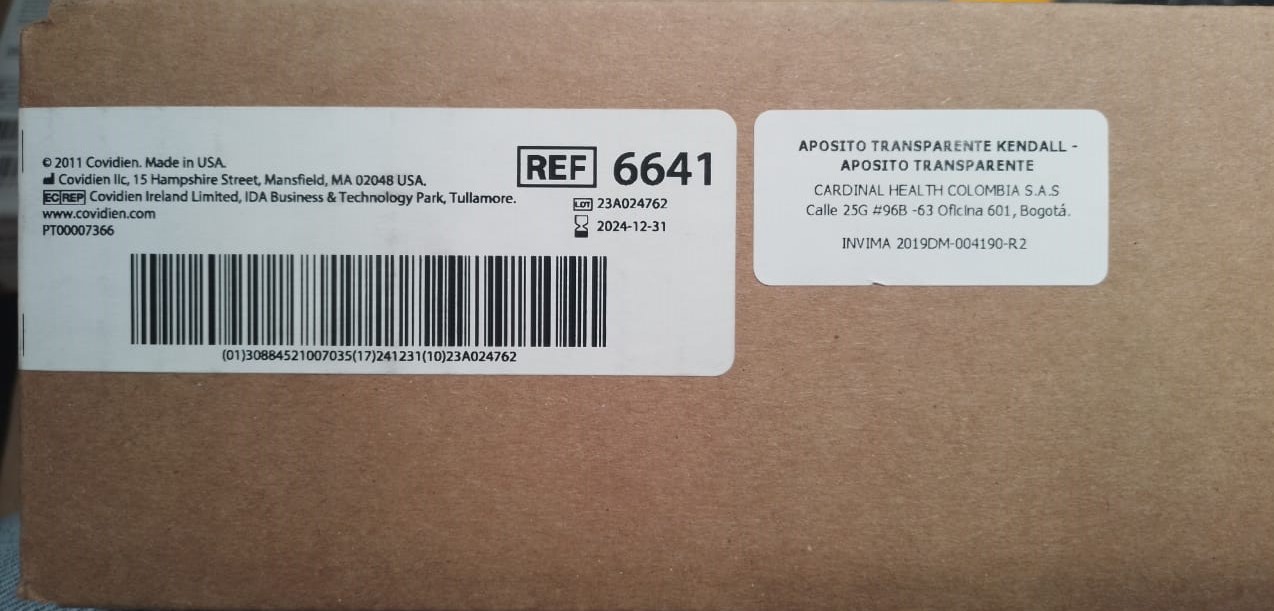 © 2011 Covidien. Made in USA.
Covidien llc, 15 Hampshire Street, Mansfield, MA 02048 USA.
EC REP Covidien Ireland Limited, IDA Business & Technology Park, Tullamore.
www.covidien.com
PT00007366
REF 6641
LOT 23A024762
2024-12-31
(01)30884521007035(17)241231(10)23A024762
APOSITO TRANSPARENTE KENDALL -
APOSITO TRANSPARENTE
CARDINAL HEALTH COLOMBIA S.A.S
Calle 25G #96B -63 Oficina 601, Bogotá.
INVIMA 2019DM-004190-R2